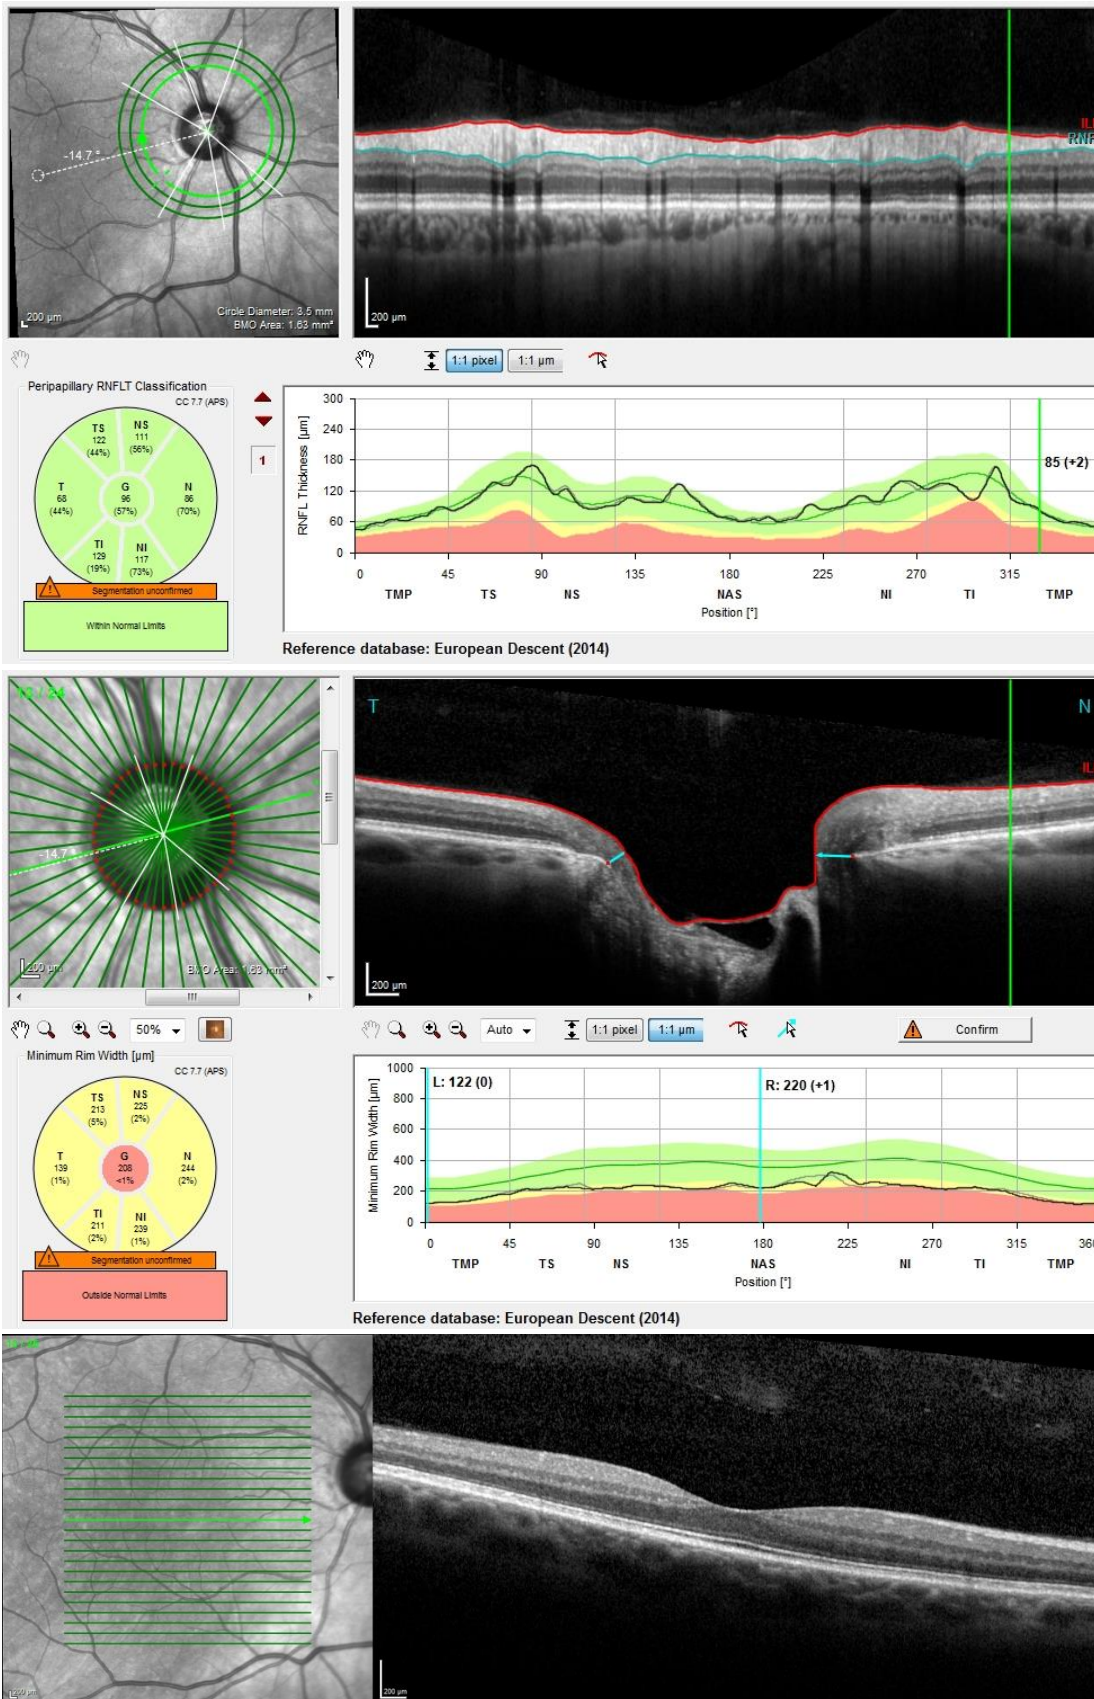 -14.7 °
200 µm
Circle Diameter: 3.5 mm
BMO Area: 1.63 mm²
IL
RNF
200 µm
1:1 pixel
1:1 µm
Peripapillary RNFLT Classification
CC 7.7 (APS)
TS
122
(44%)
NS
111
(56%)
T
68
(44%)
G
96
(57%)
N
86
(70%)
TI
129
(19%)
NI
117
(73%)
Segmentation unconfirmed
Within Normal Limits
1
RNFL Thickness [µm]
300
240
180
120
60
0
85 (+2)
0 45 90 135 180 225 270 315
TMP TS NS NAS NI TI TMP
Position [°]
Reference database: European Descent (2014)
-14.7 °
200 µm
BMO Area: 1.63 mm²
T
N
IL
200 µm
50%
Auto
1:1 pixel
1:1 µm
Confirm
Minimum Rim Width [µm]
CC 7.7 (APS)
TS
213
(5%)
NS
225
(2%)
T
139
(1%)
G
208
<1%
N
244
(2%)
TI
211
(2%)
NI
239
(1%)
Segmentation unconfirmed
Outside Normal Limits
Minimum Rim Width [µm]
1000
800
600
400
200
0
L: 122 (0)
R: 220 (+1)
0 45 90 135 180 225 270 315 360
TMP TS NS NAS NI TI TMP
Position [°]
Reference database: European Descent (2014)
200 µm
200 µm